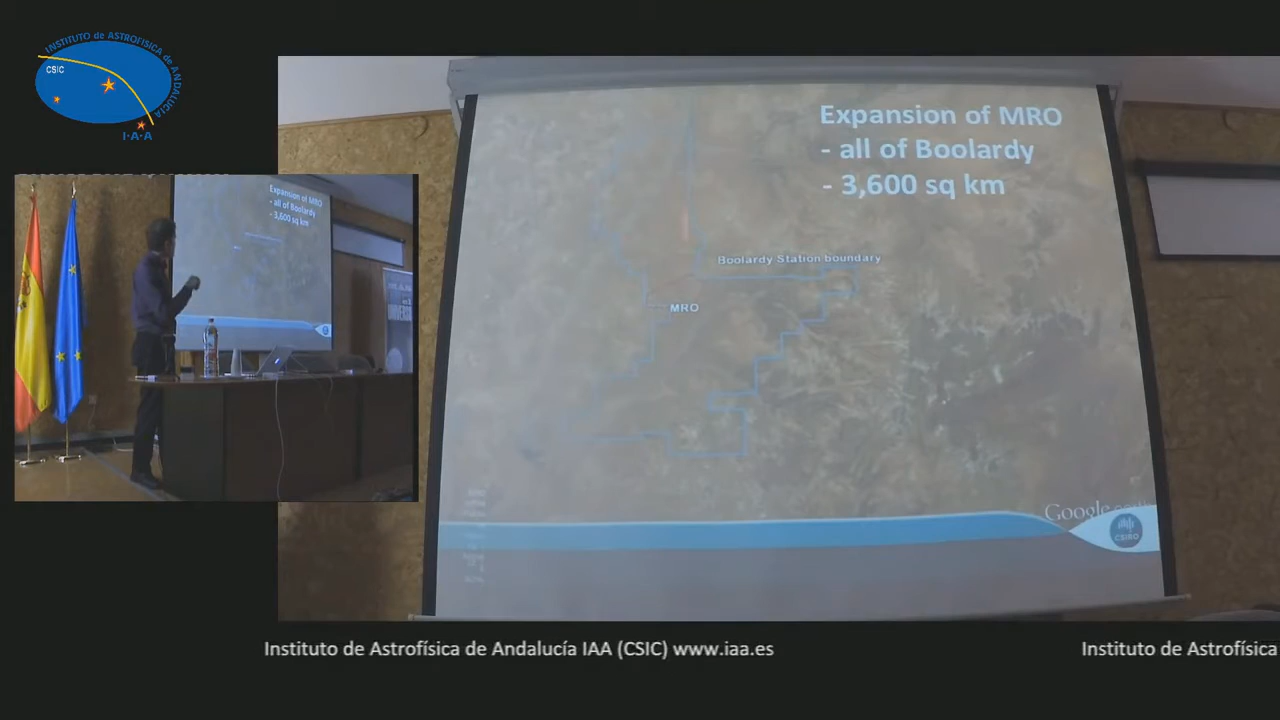 INSTITUTO de ASTROFÍSICA de ANDALUCÍA
CSIC
I·A·A
Expansion of MRO
- all of Boolardy
- 3,600 sq km
Expansion of MRO
- all of Boolardy
- 3,600 sq km
Boolardy Station boundary
MRO
Google
CSIRO
Instituto de Astrofísica de Andalucía IAA (CSIC) www.iaa.es
Instituto de Astrofísica